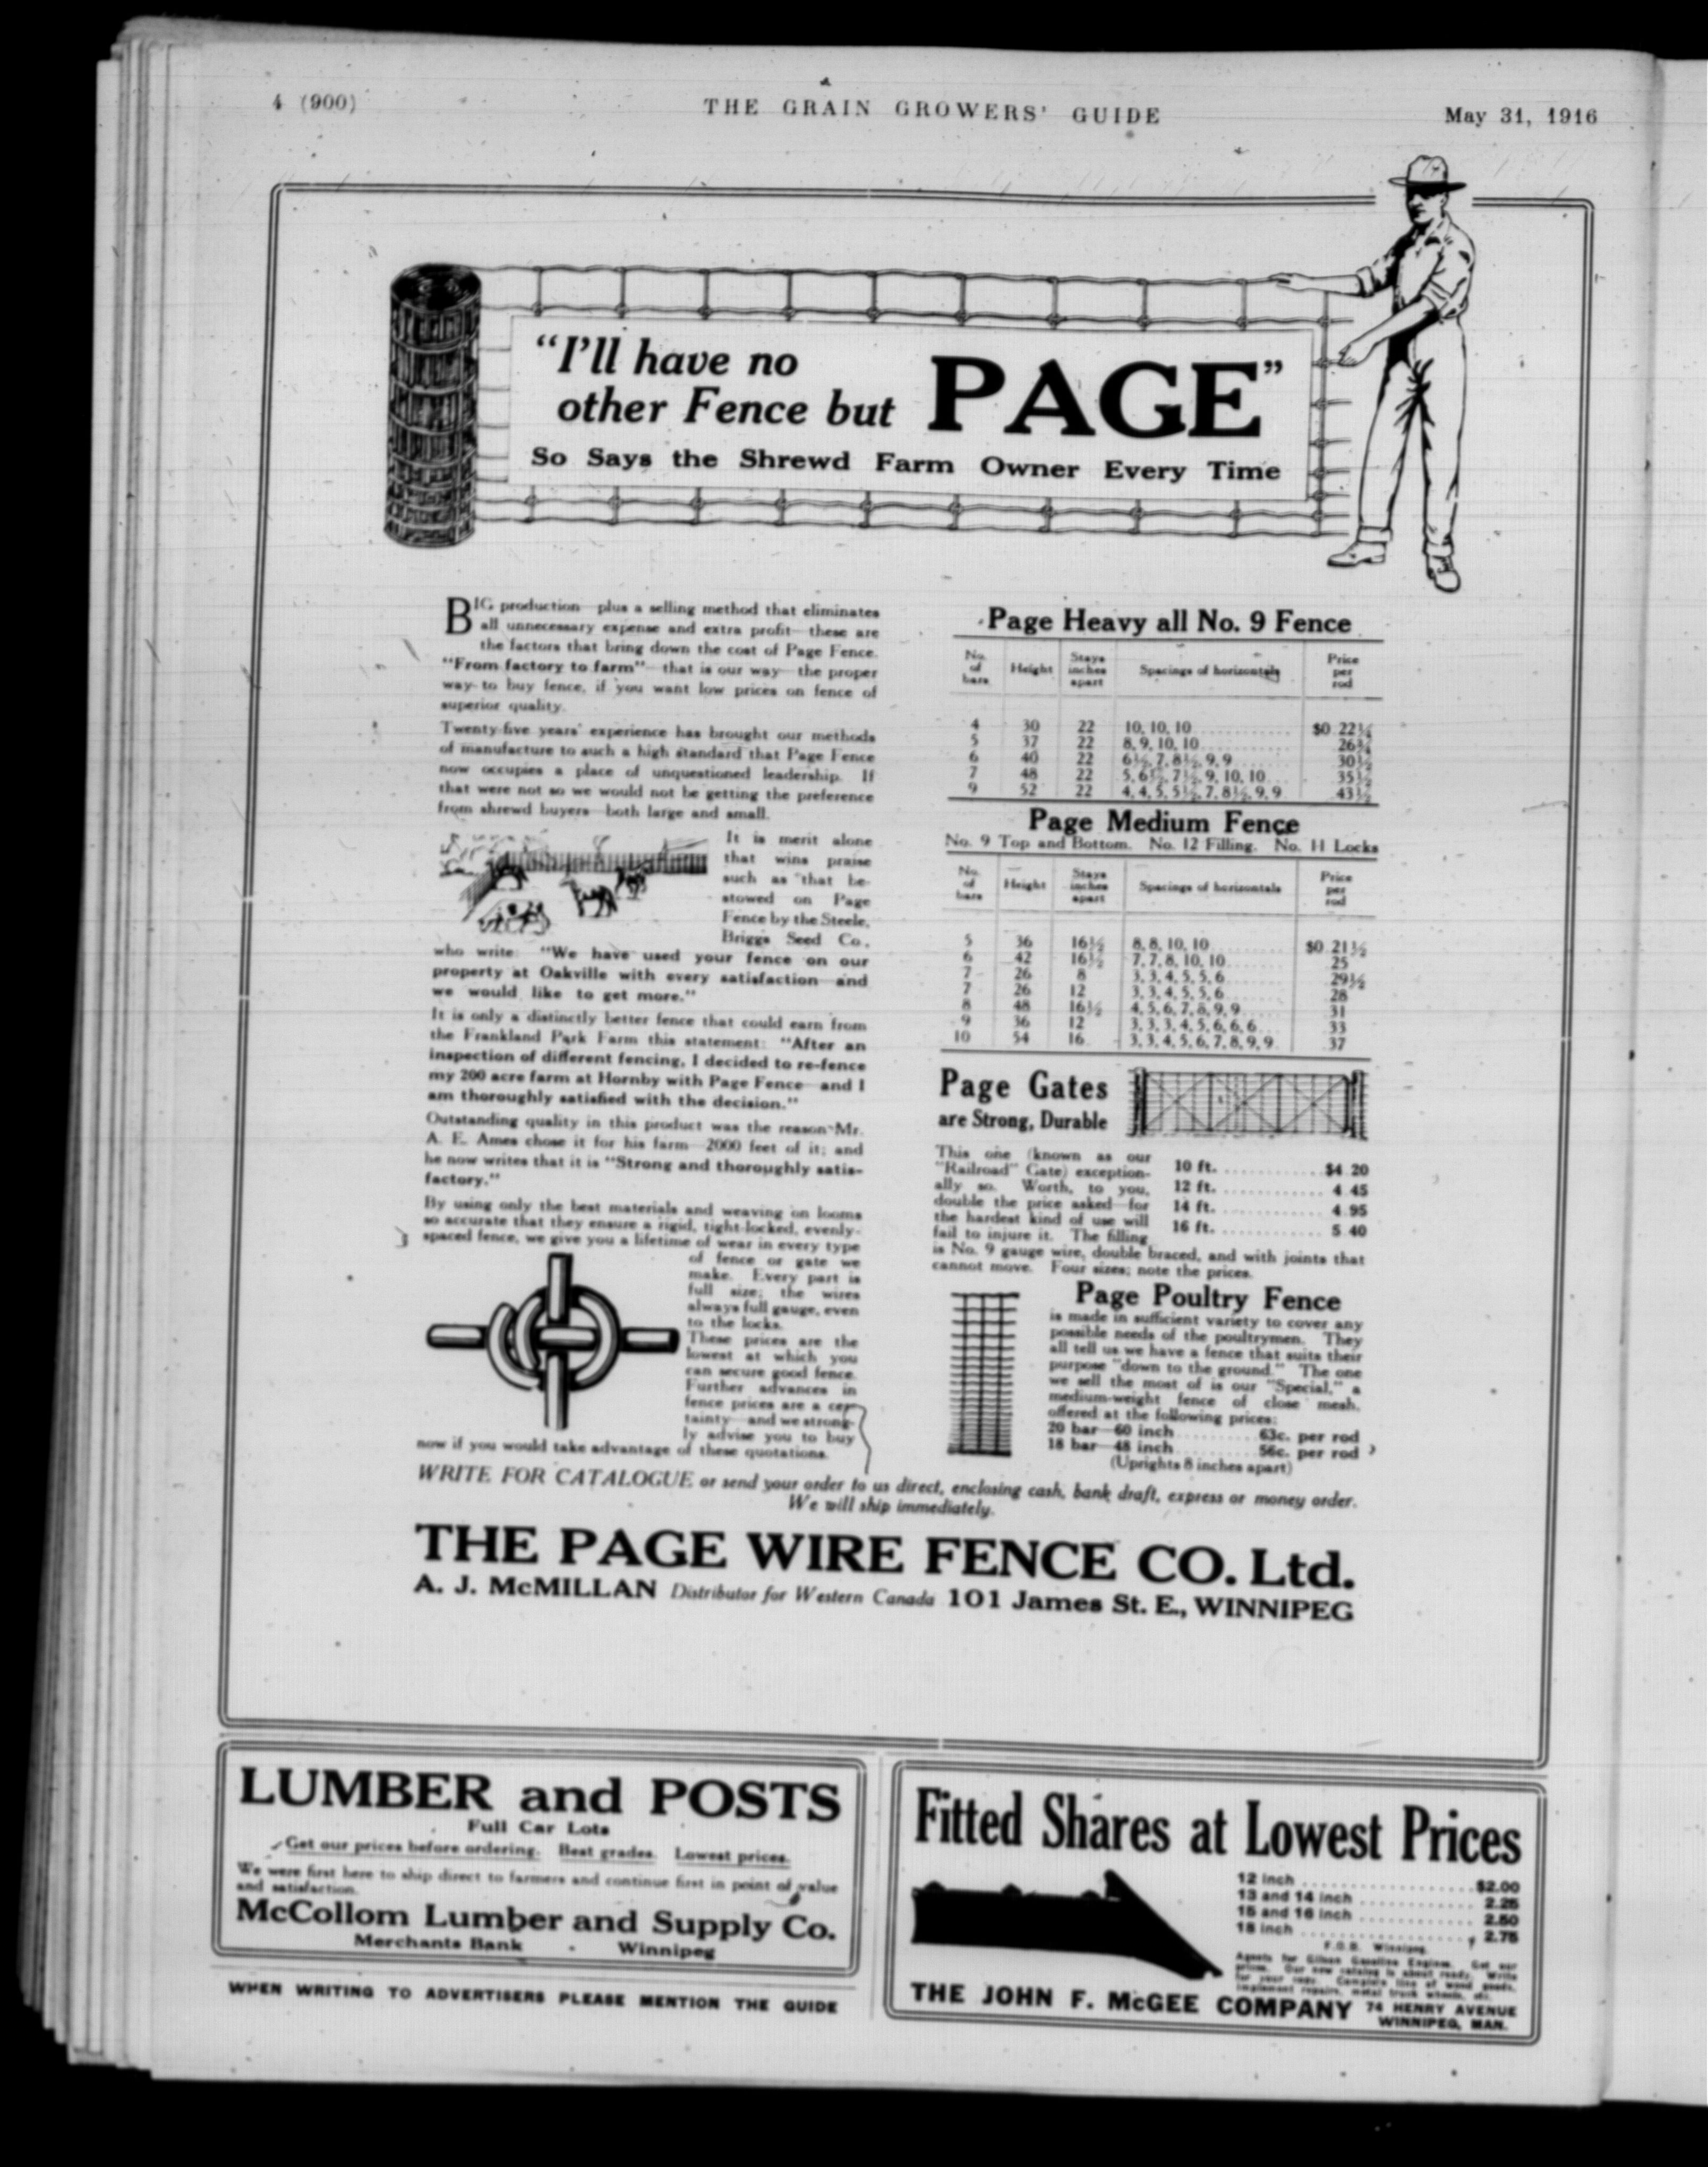 4 (900)
THE GRAIN GROWERS' GUIDE
May 31, 1916
"I'll have no
other Fence but PAGE"
So Says the Shrewd Farm Owner Every Time
BIG production—plus a selling method that eliminates
all unnecessary expense and extra profit—these are
the factors that bring down the cost of Page Fence.
"From factory to farm"—that is our way—the proper
way to buy fence, if you want low prices on fence of
superior quality.
Twenty-five years' experience has brought our methods
of manufacture to such a high standard that Page Fence
now occupies a place of unquestioned leadership. If
that were not so we would not be getting the preference
from shrewd buyers—both large and small.
It is merit alone
that wins praise
such as that be-
stowed on Page
Fence by the Steele,
Briggs Seed Co.,
who write: "We have used your fence on our
property at Oakville with every satisfaction—and
we would like to get more."
It is only a distinctly better fence that could earn from
the Frankland Park Farm this statement: "After an
inspection of different fencing, I decided to re-fence
my 200 acre farm at Hornby with Page Fence—and I
am thoroughly satisfied with the decision."
Outstanding quality in this product was the reason Mr.
A. E. Ames chose it for his farm—2000 feet of it; and
he now writes that it is "Strong and thoroughly satis-
factory."
By using only the best materials and weaving on looms
so accurate that they ensure a rigid, tight-locked, evenly-
spaced fence, we give you a lifetime of wear in every type
of fence or gate we
make. Every part is
full size; the wires
always full gauge, even
to the locks.
These prices are the
lowest at which you
can secure good fence.
Further advances in
fence prices are a cer-
tainty—and we strong-
ly advise you to buy
now if you would take advantage of these quotations.
Page Heavy all No. 9 Fence
No. of bars Height Stays inches apart Spacings of horizontals Price per rod
4 30 22 10, 10, 10 $0.22½
5 37 22 8, 9, 10, 10 26¾
6 40 22 6½, 7, 8½, 9, 9 30½
7 48 22 5, 6½, 7½, 9, 10, 10 35½
9 52 22 4, 4, 5, 5½, 7, 8½, 9, 9 .43½
Page Medium Fence
No. 9 Top and Bottom. No. 12 Filling. No. 11 Locks
No. of bars Height Stays inches apart Spacings of horizontals Price per rod
5 36 16½ 8, 8, 10, 10 $0.21½
6 42 16½ 7, 7, 8, 10, 10 25
7 26 8 3, 3, 4, 5, 5, 6 29½
7 26 12 3, 3, 4, 5, 5, 6 28
8 48 16½ 4, 5, 6, 7, 8, 9, 9 31
9 36 12 3, 3, 3, 4, 5, 6, 6, 6 33
10 54 16 3, 3, 4, 5, 6, 7, 8, 9, 9 .37
Page Gates
are Strong, Durable
This one (known as our
"Railroad" Gate) exception-
ally so. Worth, to you,
double the price asked—for
the hardest kind of use will
fail to injure it. The filling
is No. 9 gauge wire, double braced, and with joints that
cannot move. Four sizes; note the prices.
10 ft. $4.20
12 ft. 4.45
14 ft. 4.95
16 ft. 5.40
Page Poultry Fence
is made in sufficient variety to cover any
possible needs of the poultrymen. They
all tell us we have a fence that suits their
purpose "down to the ground." The one
we sell the most of is our "Special," a
medium-weight fence of close mesh,
offered at the following prices:
20 bar—60 inch 63c. per rod
18 bar—48 inch 56c. per rod
(Uprights 8 inches apart)
WRITE FOR CATALOGUE or send your order to us direct, enclosing cash, bank draft, express or money order.
We will ship immediately.
THE PAGE WIRE FENCE CO. Ltd.
A. J. McMILLAN Distributor for Western Canada 101 James St. E., WINNIPEG
LUMBER and POSTS
Full Car Lots
Get our prices before ordering. Best grades. Lowest prices.
We were first here to ship direct to farmers and continue first in point of value
and satisfaction.
McCollom Lumber and Supply Co.
Merchants Bank - Winnipeg
WHEN WRITING TO ADVERTISERS PLEASE MENTION THE GUIDE
Fitted Shares at Lowest Prices
12 inch $2.00
13 and 14 inch 2.25
15 and 16 inch 2.50
18 inch 2.75
F.O.B. Winnipeg.
Agents for Gilson Gasoline Engines. Get our
prices. Our new catalog is about ready. Write
for your copy. Complete line of wood goods,
implement repairs, metal truck wheels, etc.
THE JOHN F. McGEE COMPANY 74 HENRY AVENUE
WINNIPEG, MAN.